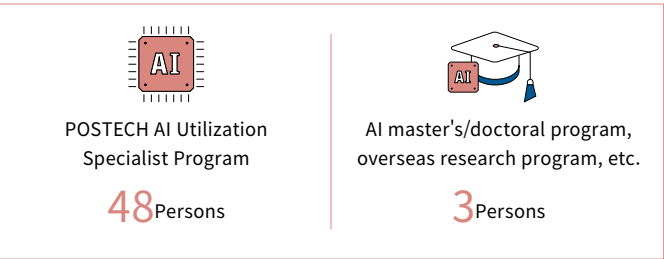 AI
POSTECH AI Utilization
Specialist Program
48Persons
AI
AI master's/doctoral program,
overseas research program, etc.
3Persons